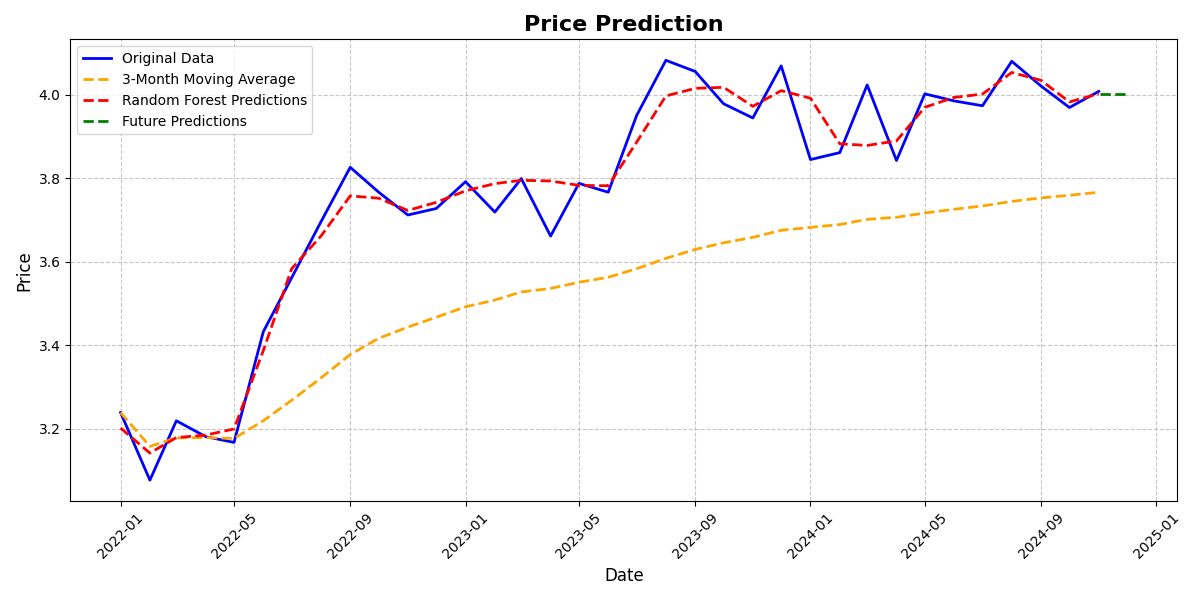 Price Prediction
Original Data
3-Month Moving Average
Random Forest Predictions
Future Predictions
Price
4.0
3.8
3.6
3.4
3.2
2022-01
2022-05
2022-09
2023-01
2023-05
2023-09
2024-01
2024-05
2024-09
2025-01
Date